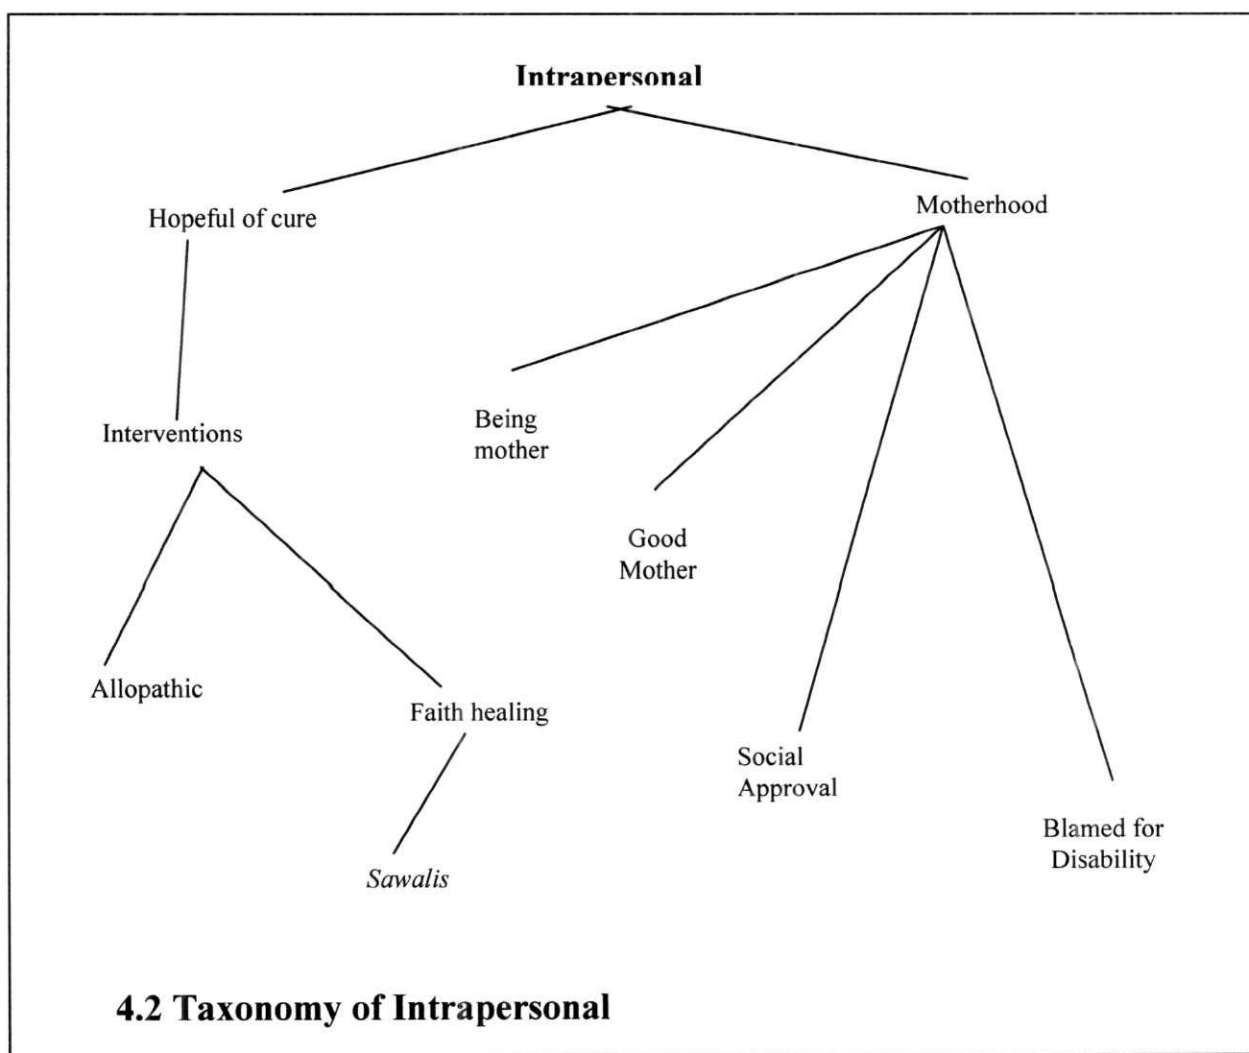 Intrapersonal
Hopeful of cure
Motherhood
Interventions
Being
mother
Good
Mother
Allopathic
Faith healing
Social
Approval
Blamed for
Disability
Sawalis
4.2 Taxonomy of Intrapersonal